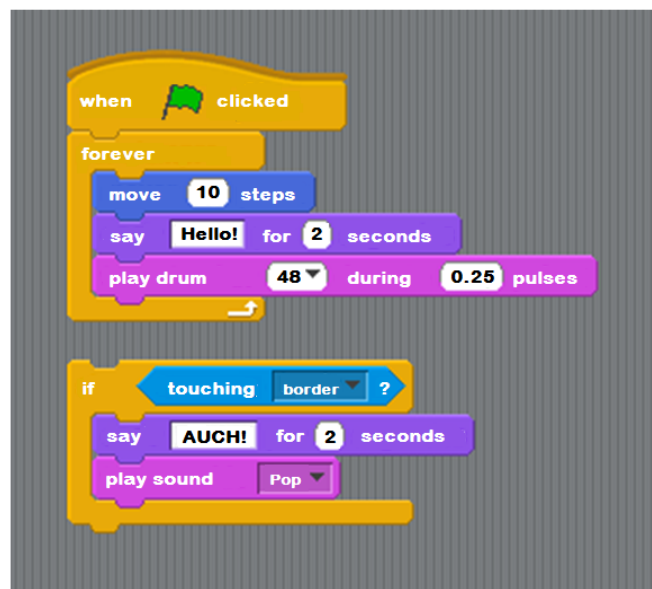 when clicked
forever
move 10 steps
say Hello! for 2 seconds
play drum 48 during 0.25 pulses
if touching border ?
say AUCH! for 2 seconds
play sound Pop